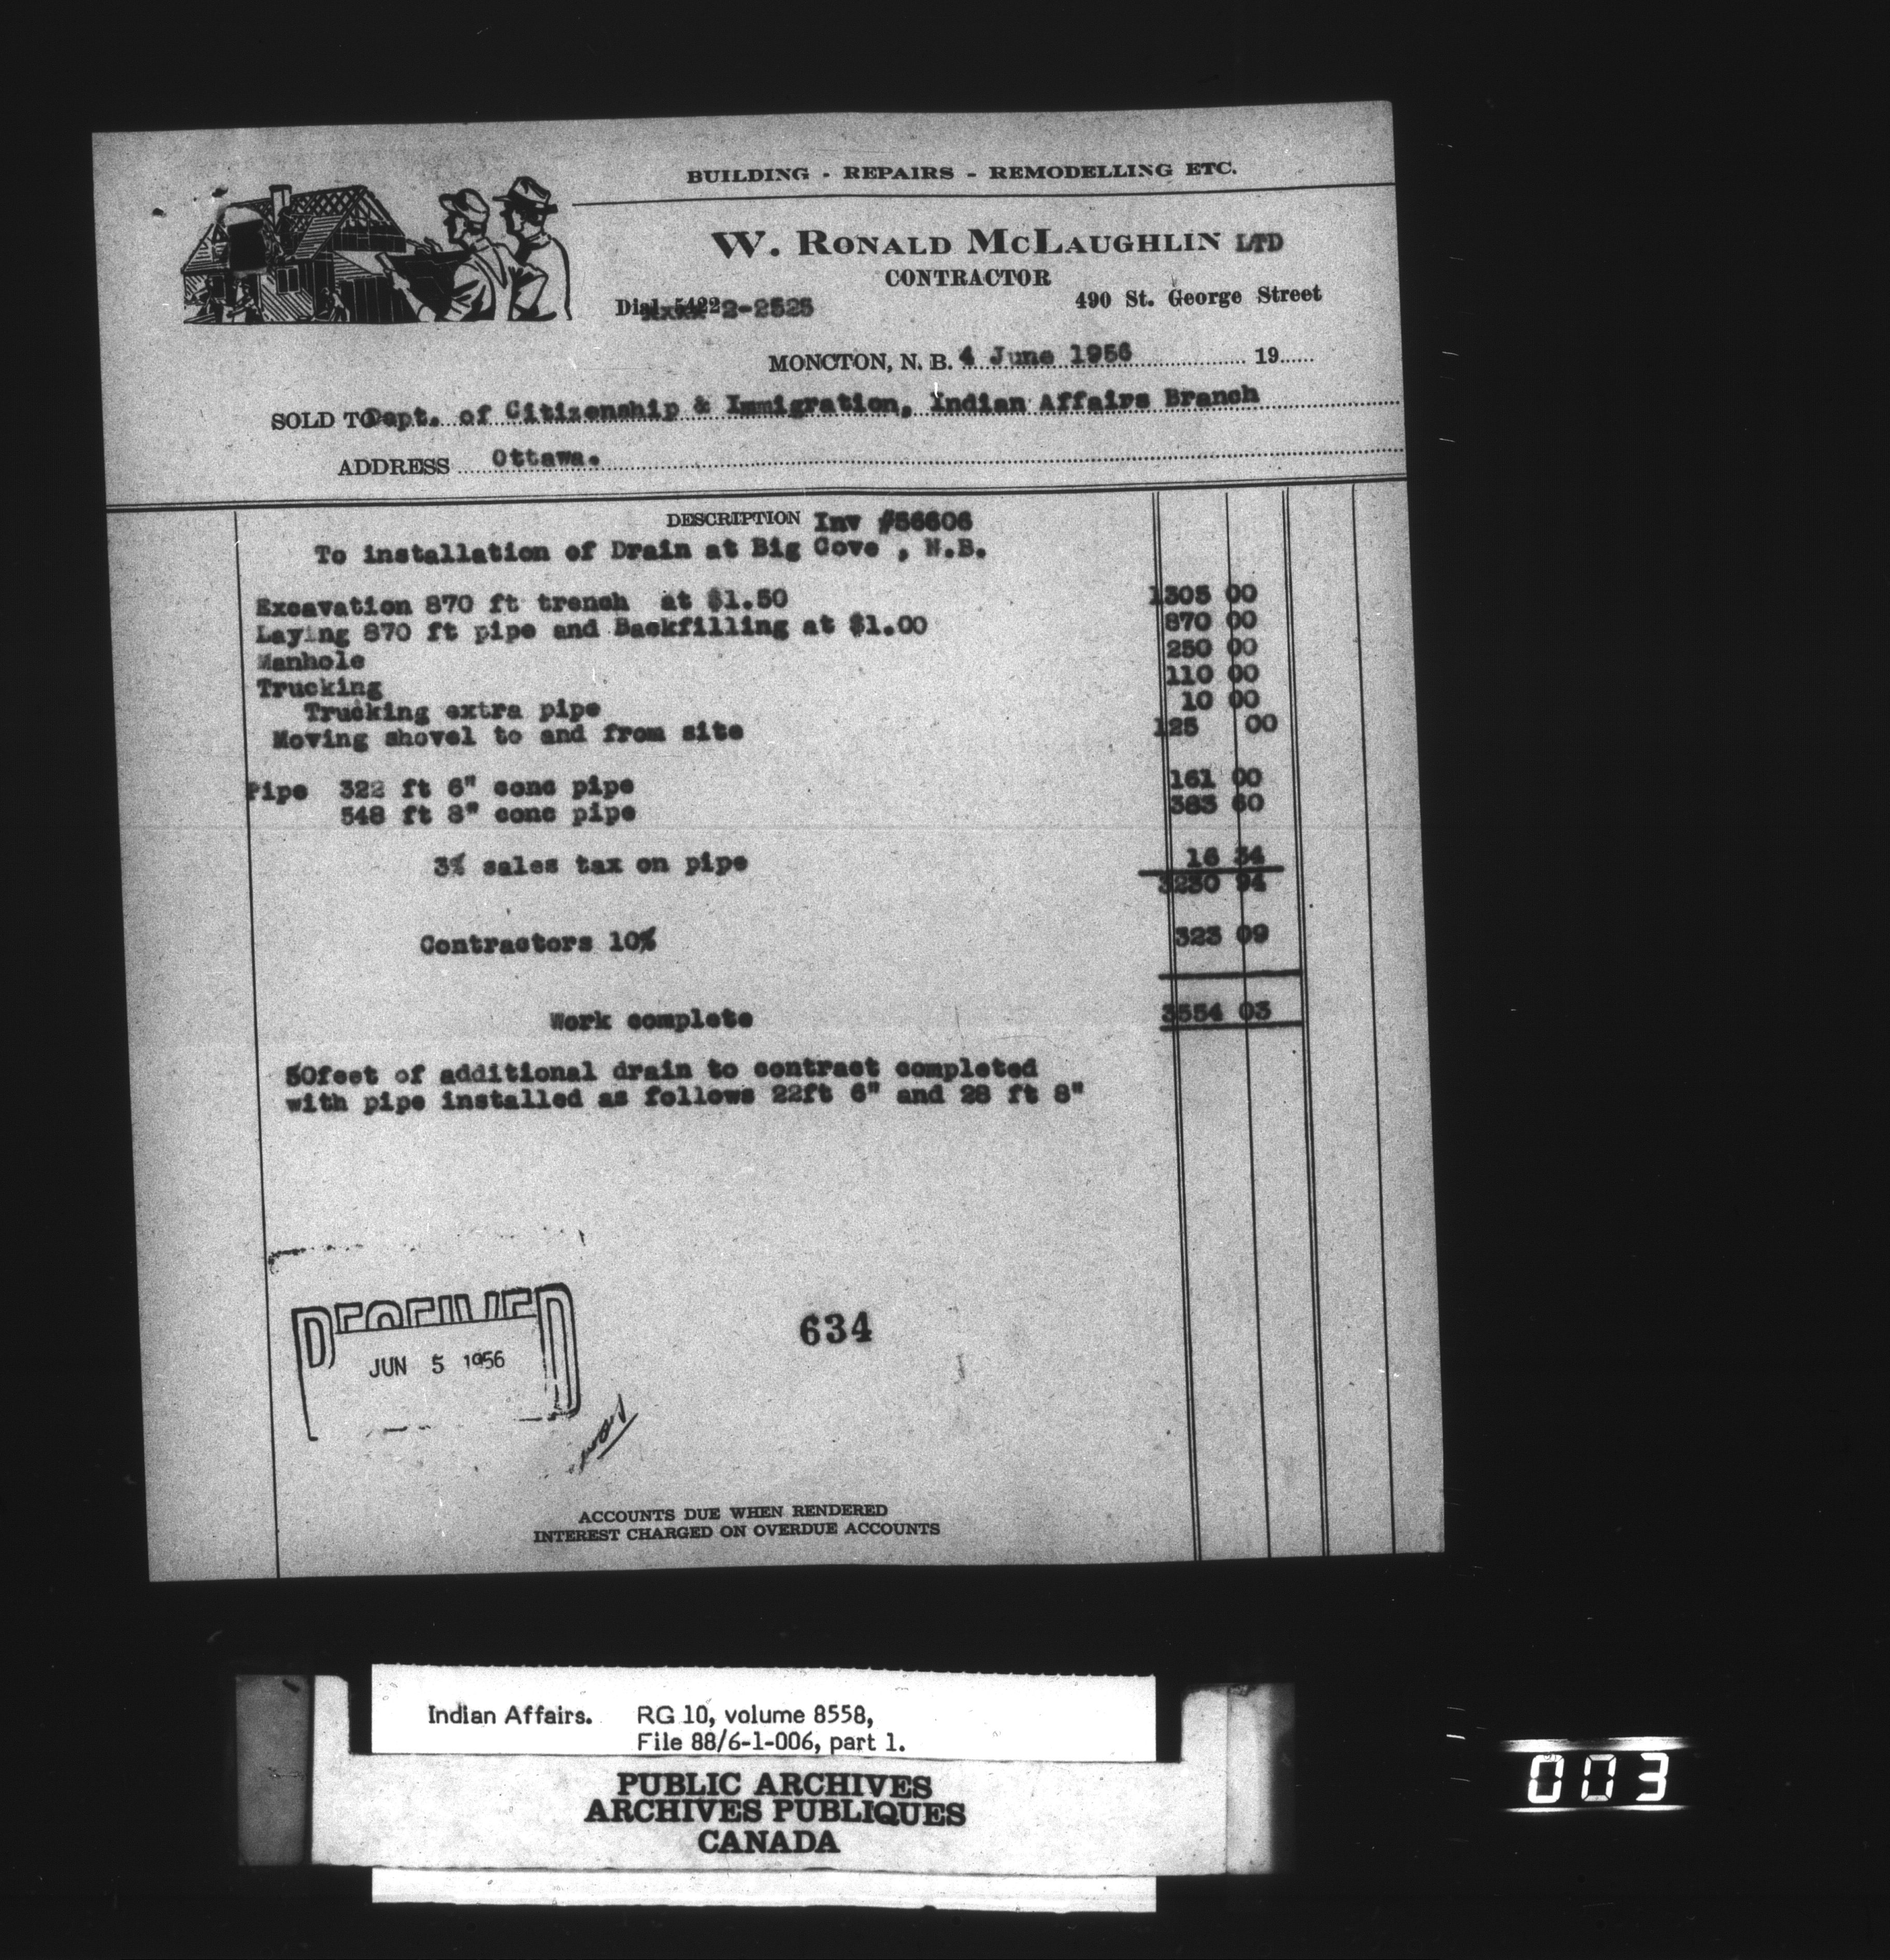 BUILDING - REPAIRS - REMODELLING ETC.
W. RONALD MCLAUGHLIN LTD
CONTRACTOR
Dial 5422 2-2525
490 St. George Street
MONCTON, N. B. 4 June 1956 19
SOLD TO Dept. of Citizenship & Immigration, Indian Affairs Branch
ADDRESS Ottawa.
DESCRIPTION Inv #56606
To installation of Drain at Big Cove , N.B.
Excavation 870 ft trench at $1.50 1305 00
Laying 870 ft pipe and Backfilling at $1.00 870 00
Manhole 250 00
Trucking 110 00
Trucking extra pipe 10 00
Moving shovel to and from site 125 00
Pipe 322 ft 6" conc pipe 161 00
548 ft 8" conc pipe 383 60
3% sales tax on pipe 16 34
3230 94
Contractors 10% 323 09
Work complete 3554 03
50feet of additional drain to contract completed
with pipe installed as follows 22ft 6" and 28 ft 8"
RECEIVED
JUN 5 1956
634
ACCOUNTS DUE WHEN RENDERED
INTEREST CHARGED ON OVERDUE ACCOUNTS
Indian Affairs. RG 10, volume 8558,
File 88/6-1-006, part 1.
PUBLIC ARCHIVES
ARCHIVES PUBLIQUES
CANADA
003